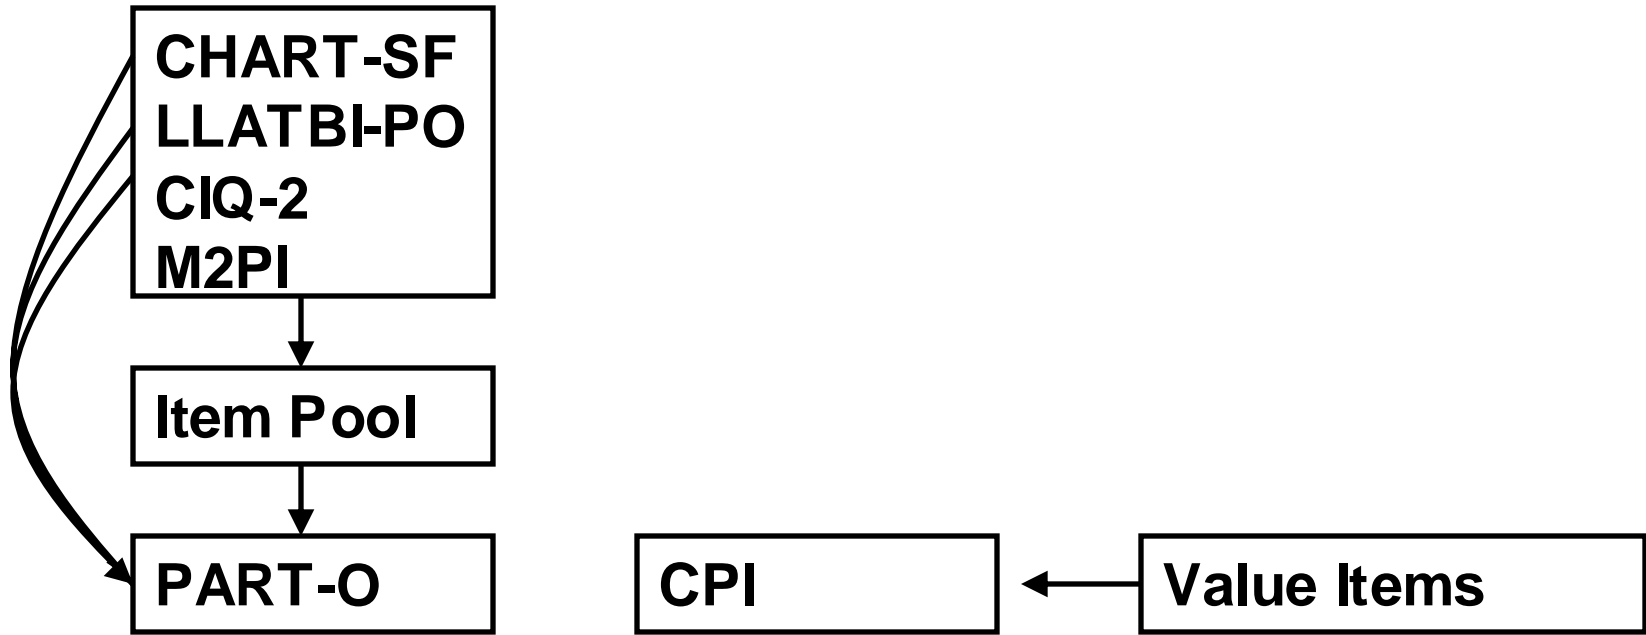 CHART-SF
LLATBI-PO
CIQ-2
M2PI
Item Pool
PART-O
CPI
Value Items